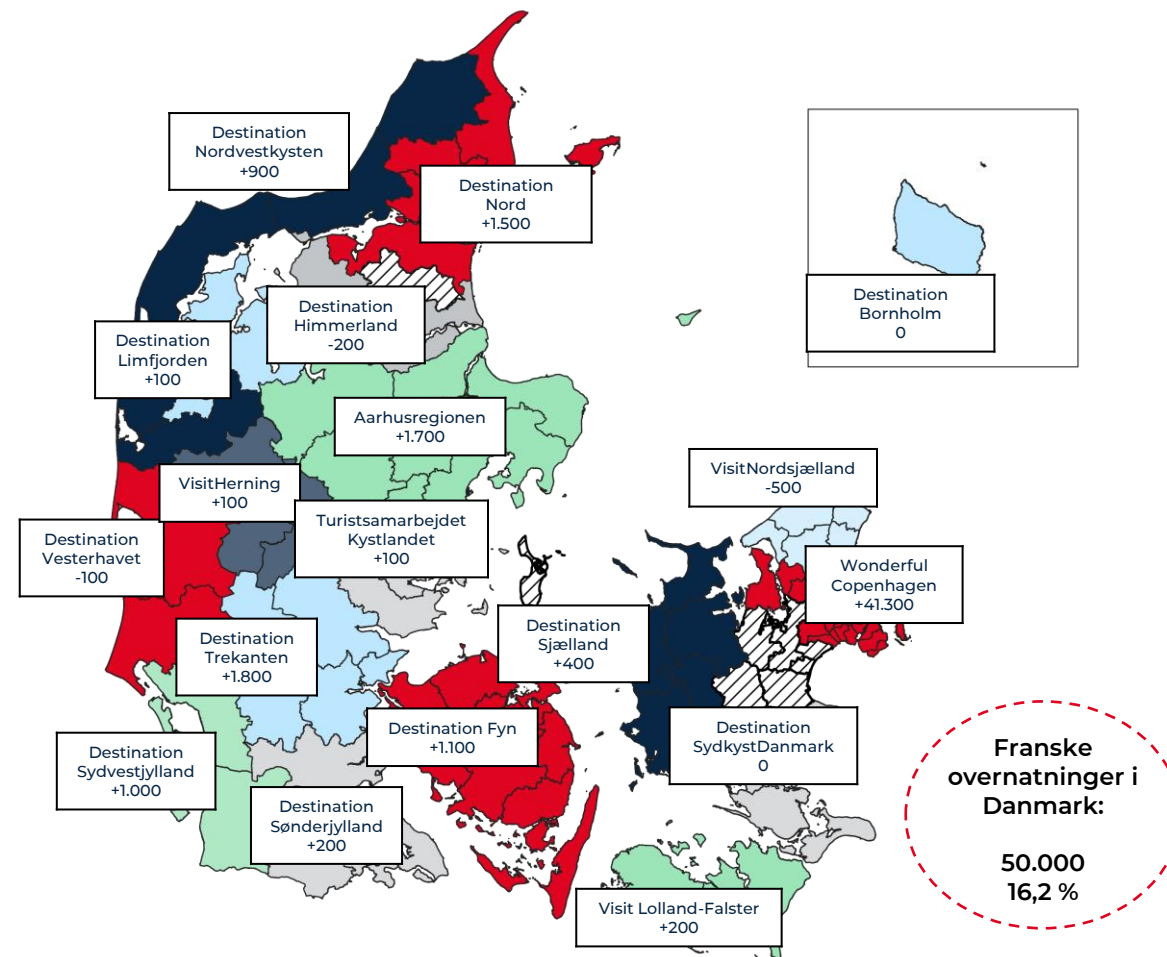 Destination
Nordvestkysten
+900
Destination
Nord
+1.500
Destination
Himmerland
-200
Destination
Bornholm
0
Destination
Limfjorden
+100
Aarhusregionen
+1.700
VisitHerning
+100
VisitNordsjælland
-500
Turistsamarbejdet
Kystlandet
+100
Destination
Vesterhavet
-100
Wonderful
Copenhagen
+41.300
Destination
Sjælland
+400
Destination
Trekanten
+1.800
Destination Fyn
+1.100
Destination
SydkystDanmark
0
Destination
Sydvestjylland
+1.000
Destination
Sønderjylland
+200
Visit Lolland-Falster
+200
Franske
overnatninger i
Danmark:
50.000
16,2 %